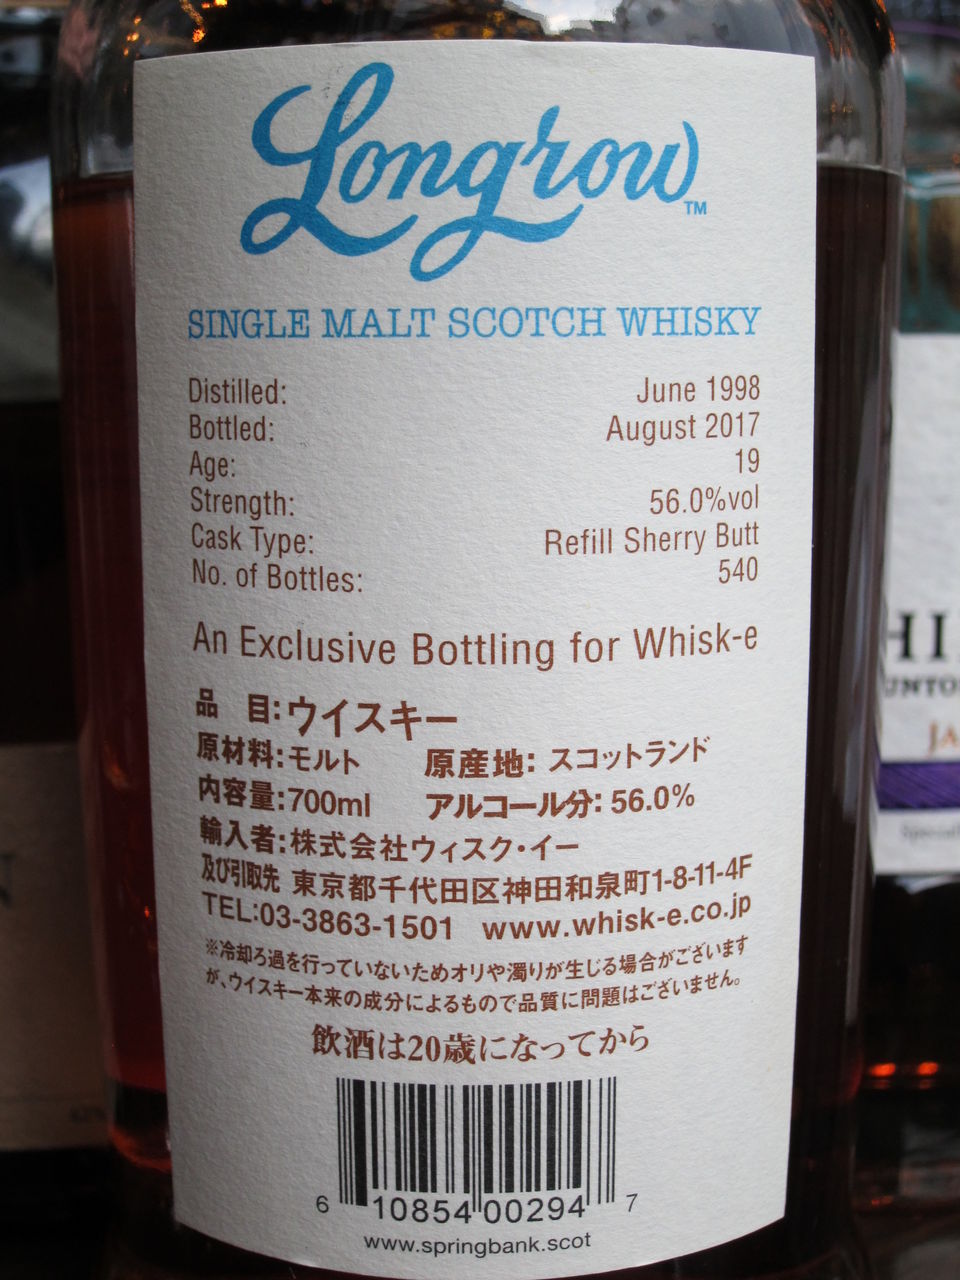 Longrow™
SINGLE MALT SCOTCH WHISKY
Distilled: June 1998
Bottled: August 2017
Age: 19
Strength: 56.0%vol
Cask Type: Refill Sherry Butt
No. of Bottles: 540
An Exclusive Bottling for Whisk-e
品 目:ウイスキー
原材料:モルト 原産地: スコットランド
内容量:700ml アルコール分: 56.0%
輸入者:株式会社ウィスク・イー
及び引取先 東京都千代田区神田和泉町1-8-11-4F
TEL:03-3863-1501 www.whisk-e.co.jp
※冷却ろ過を行っていないためオリや濁りが生じる場合がございます
が、ウイスキー本来の成分によるもので品質に問題はございません。
飲酒は20歳になってから
6 10854 00294 7
www.springbank.scot